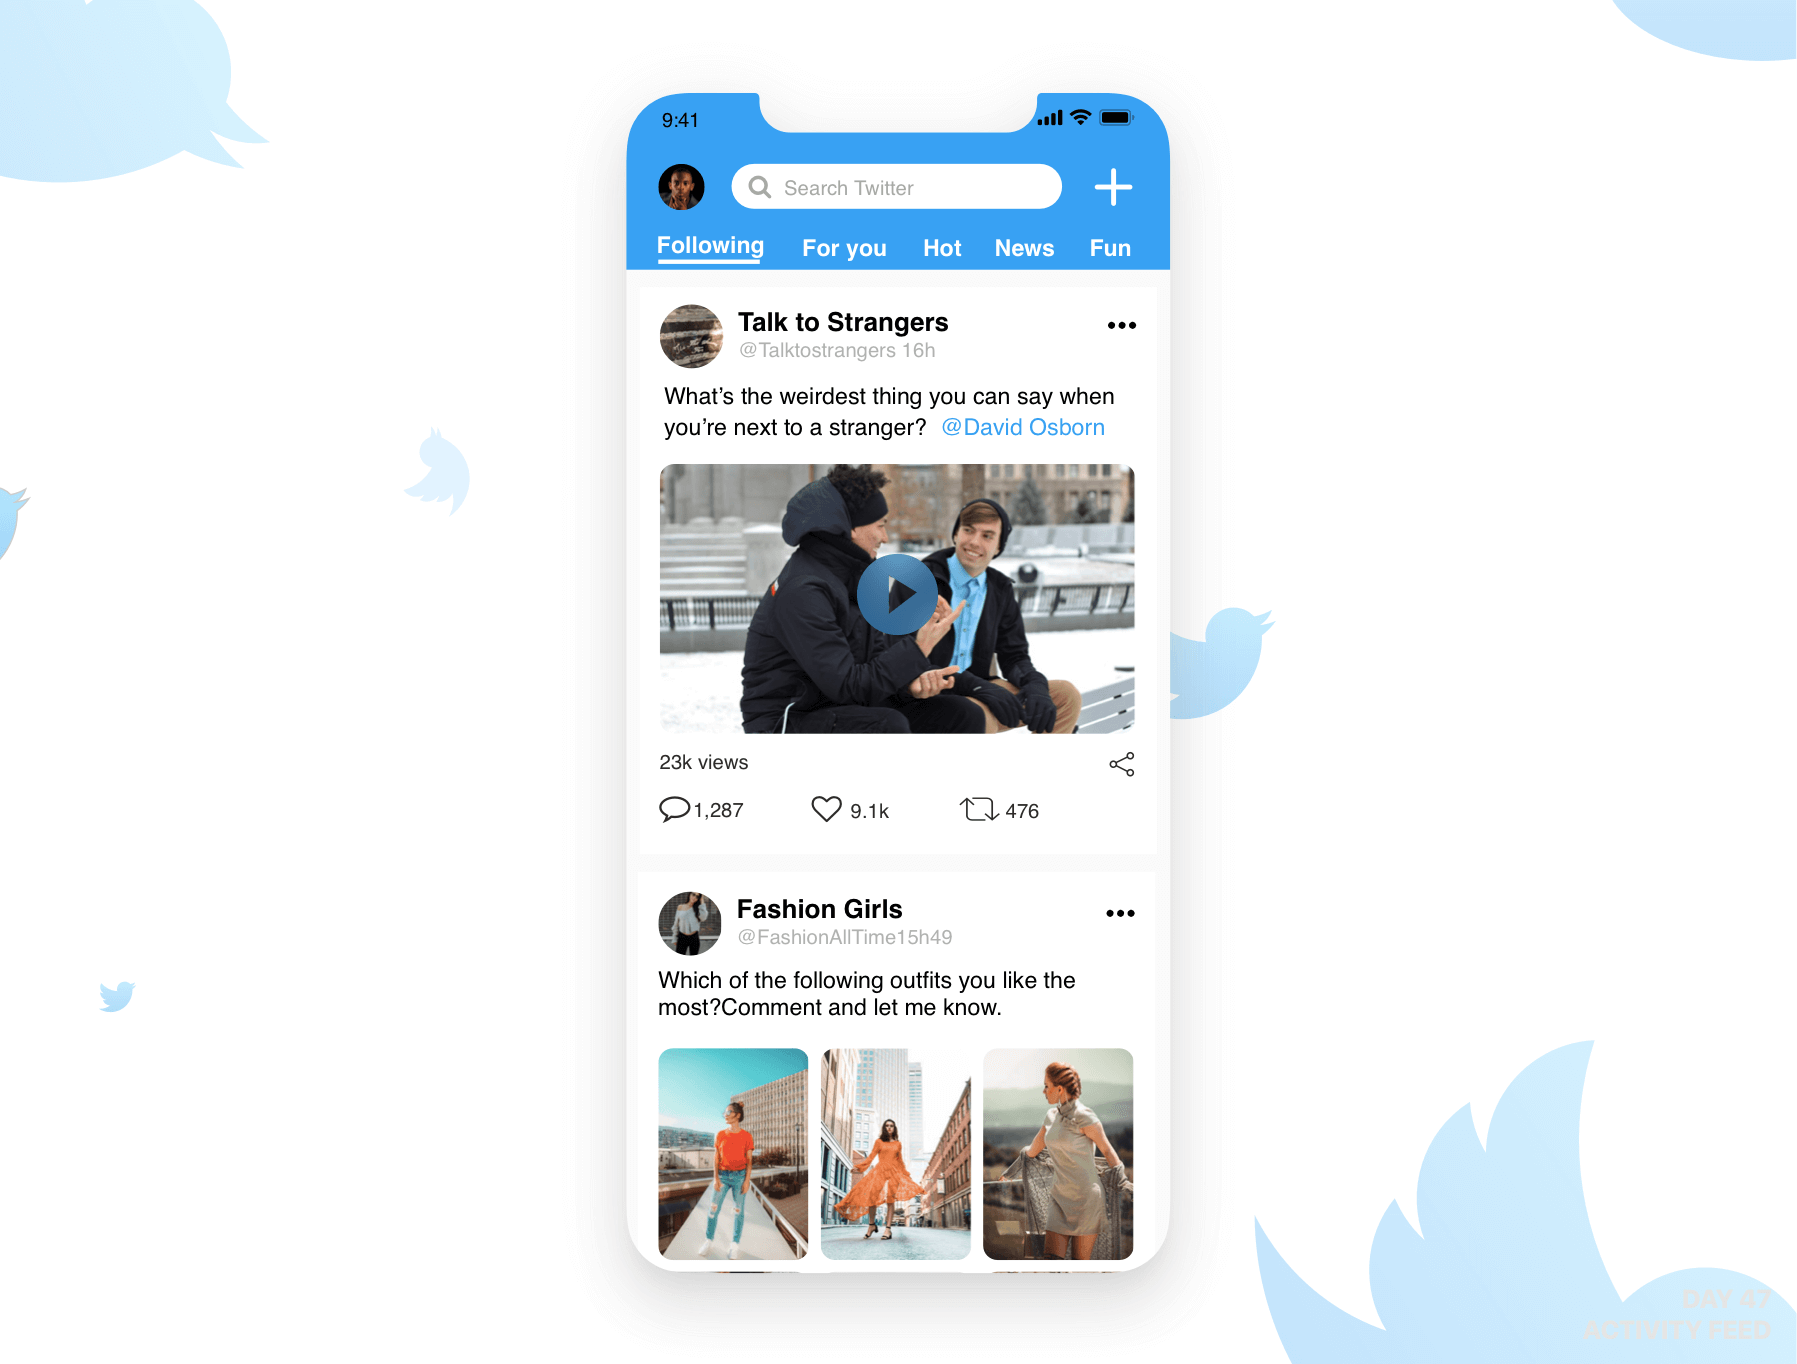 9:41
Search Twitter
Following For you Hot News Fun
Talk to Strangers
@Talktostrangers 16h
What’s the weirdest thing you can say when
you’re next to a stranger? @David Osborn
23k views
1,287 9.1k 476
Fashion Girls
@FashionAllTime15h49
Which of the following outfits you like the
most?Comment and let me know.
DAY 47
ACTIVITY FEED